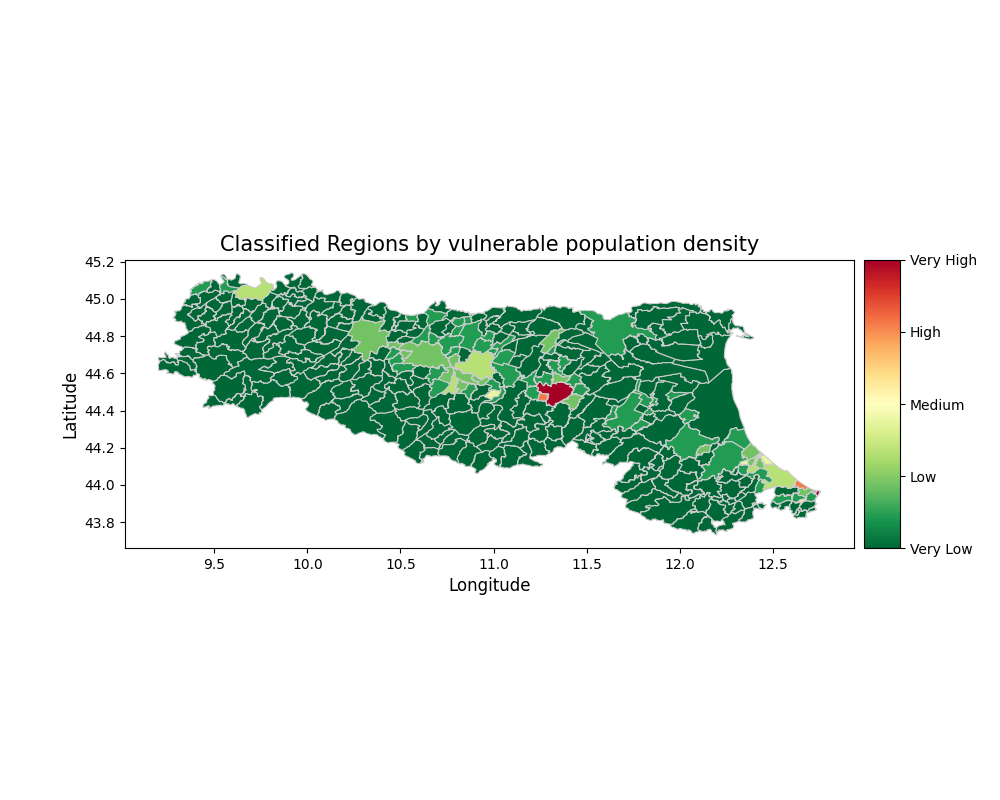 Classified Regions by vulnerable population density
45.2
45.0
44.8
44.6
44.4
44.2
44.0
43.8
Latitude
9.5
10.0
10.5
11.0
11.5
12.0
12.5
Longitude
Very High
High
Medium
Low
Very Low